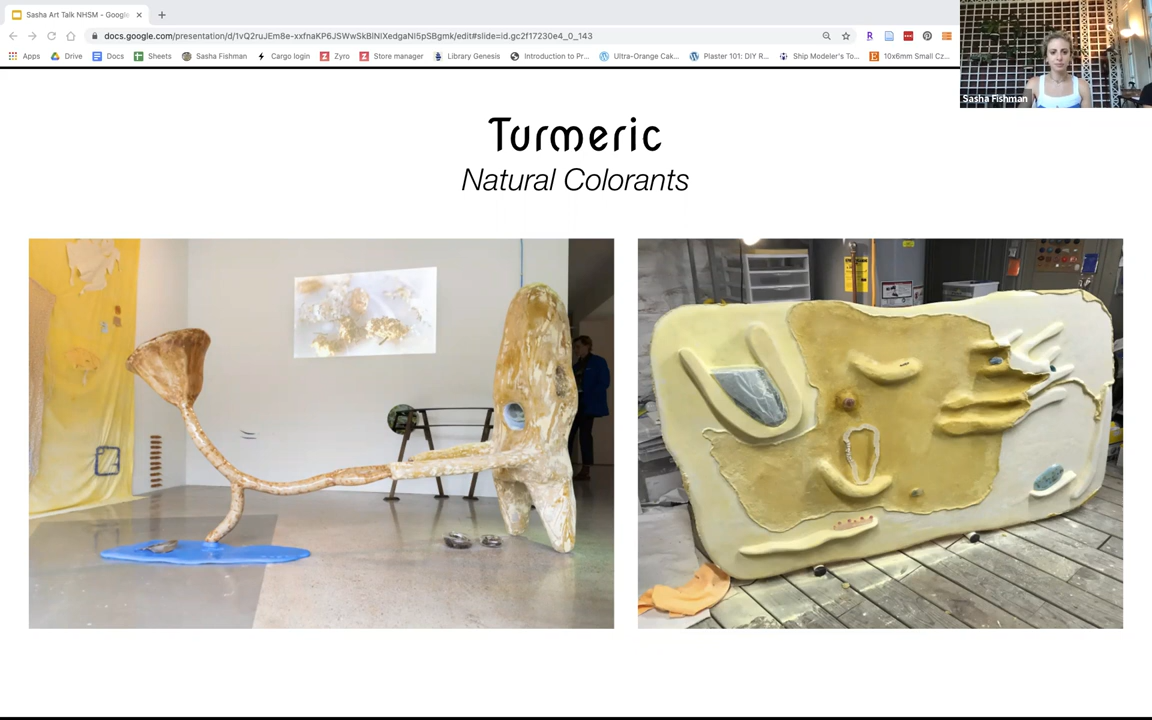 Sasha Art Talk NHSM - Google
docs.google.com/presentation/d/1vQ2ruJEm8e-xxfnaKP6JSWwSkBlNlXedgaNl5pSBgmk/edit#slide=id.gc2f17230e4_0_143
Apps Drive Docs Sheets Sasha Fishman Cargo login Zyro Store manager Library Genesis Introduction to Pr... Ultra-Orange Cak... Plaster 101: DIY R... Ship Modeler's To... 10x6mm Small Cz...
Sasha Fishman
Turmeric
Natural Colorants